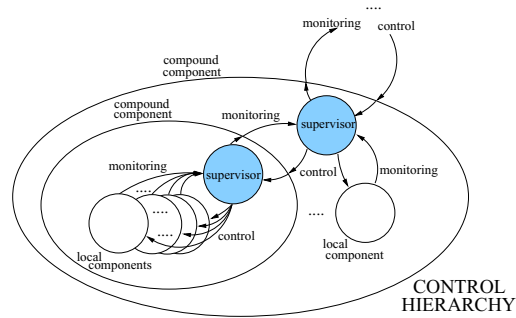 ....
monitoring
control
compound
component
compound
component
monitoring
supervisor
monitoring
supervisor
control
monitoring
....
....
....
....
control
local
components
local
component
CONTROL
HIERARCHY